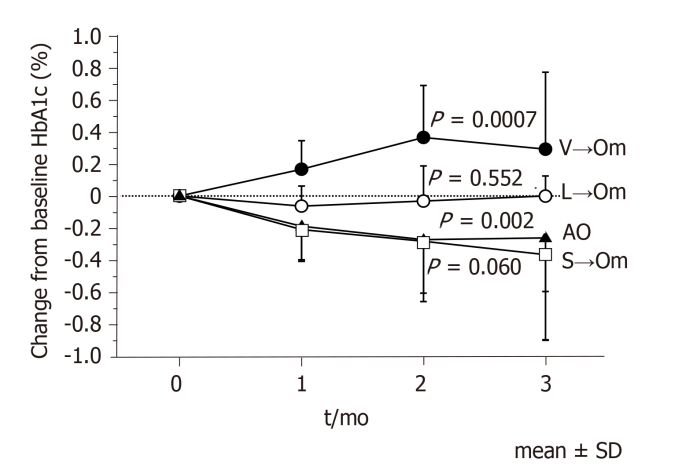 Change from baseline HbA1c (%)
1.0
0.8
0.6
0.4
0.2
0
-0.2
-0.4
-0.6
-0.8
-1.0
P = 0.0007
V→Om
P = 0.552
L→Om
P = 0.002
AO
P = 0.060
S→Om
0 1 2 3
t/mo
mean ± SD